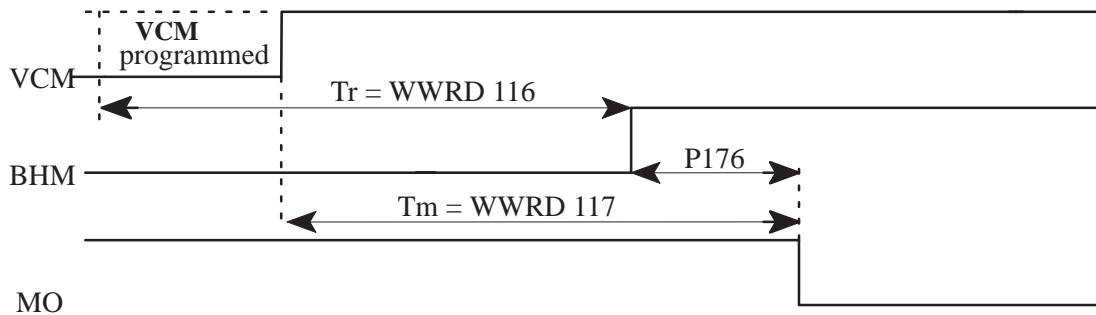 VCM
programmed
VCM
Tr = WWRD 116
P176
BHM
Tm = WWRD 117
MO